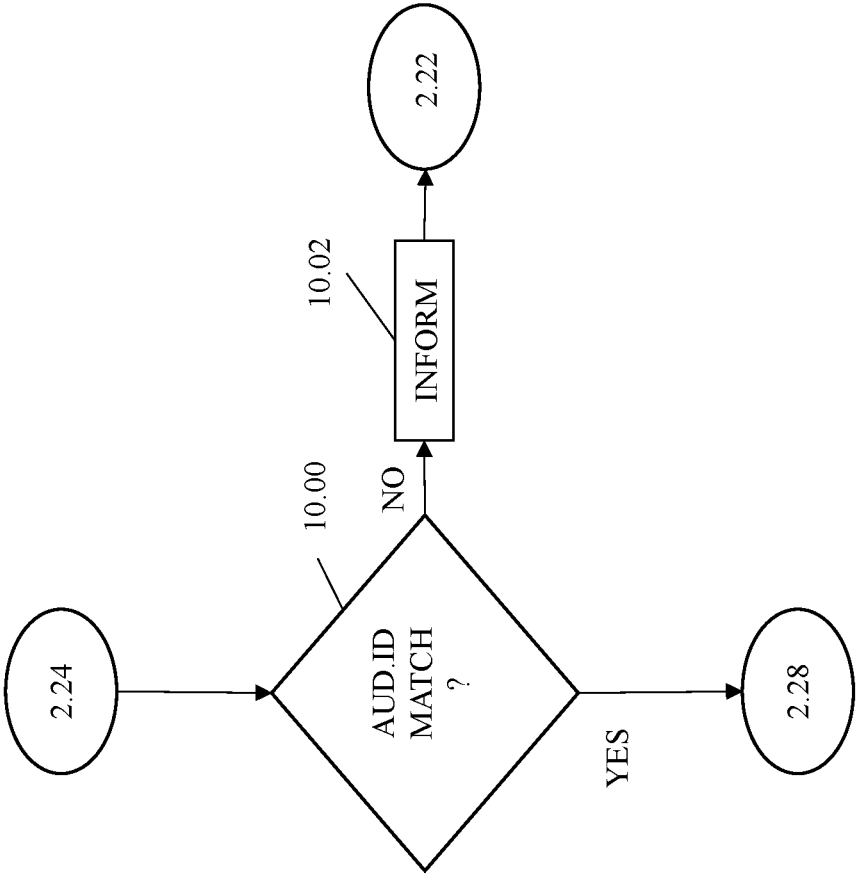 2.24
10.00
AUD.ID
MATCH
?
NO
10.02
INFORM
2.22
YES
2.28